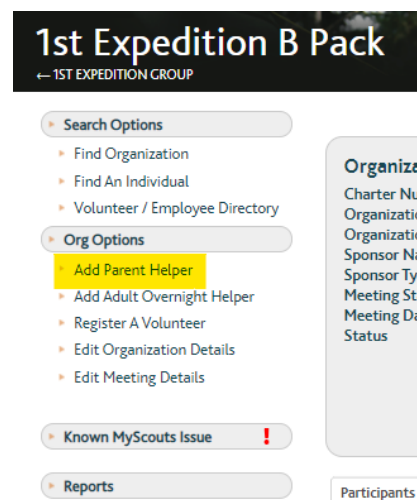 1st Expedition B Pack
← 1ST EXPEDITION GROUP
Search Options
Find Organization
Find An Individual
Volunteer / Employee Directory
Org Options
Add Parent Helper
Add Adult Overnight Helper
Register A Volunteer
Edit Organization Details
Edit Meeting Details
Known MyScouts Issue !
Reports
Organiza
Charter Nu
Organizatio
Organizatio
Sponsor Na
Sponsor Ty
Meeting St
Meeting Da
Status
Participants